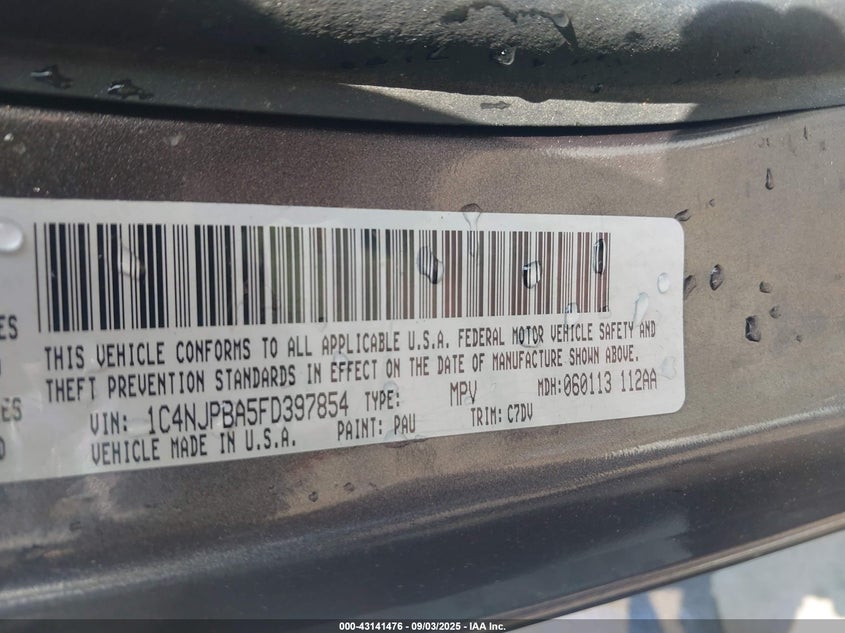 ES
THIS VEHICLE CONFORMS TO ALL APPLICABLE U.S.A. FEDERAL MOTOR VEHICLE SAFETY AND
THEFT PREVENTION STANDARDS IN EFFECT ON THE DATE OF MANUFACTURE SHOWN ABOVE.
ES
VIN: 1C4NJPBA5FD397854 TYPE: MPV MDH:060113 112AA
VEHICLE MADE IN U.S.A. PAINT: PAU TRIM: C7DV
000-43141476 - 09/03/2025 - IAA Inc.